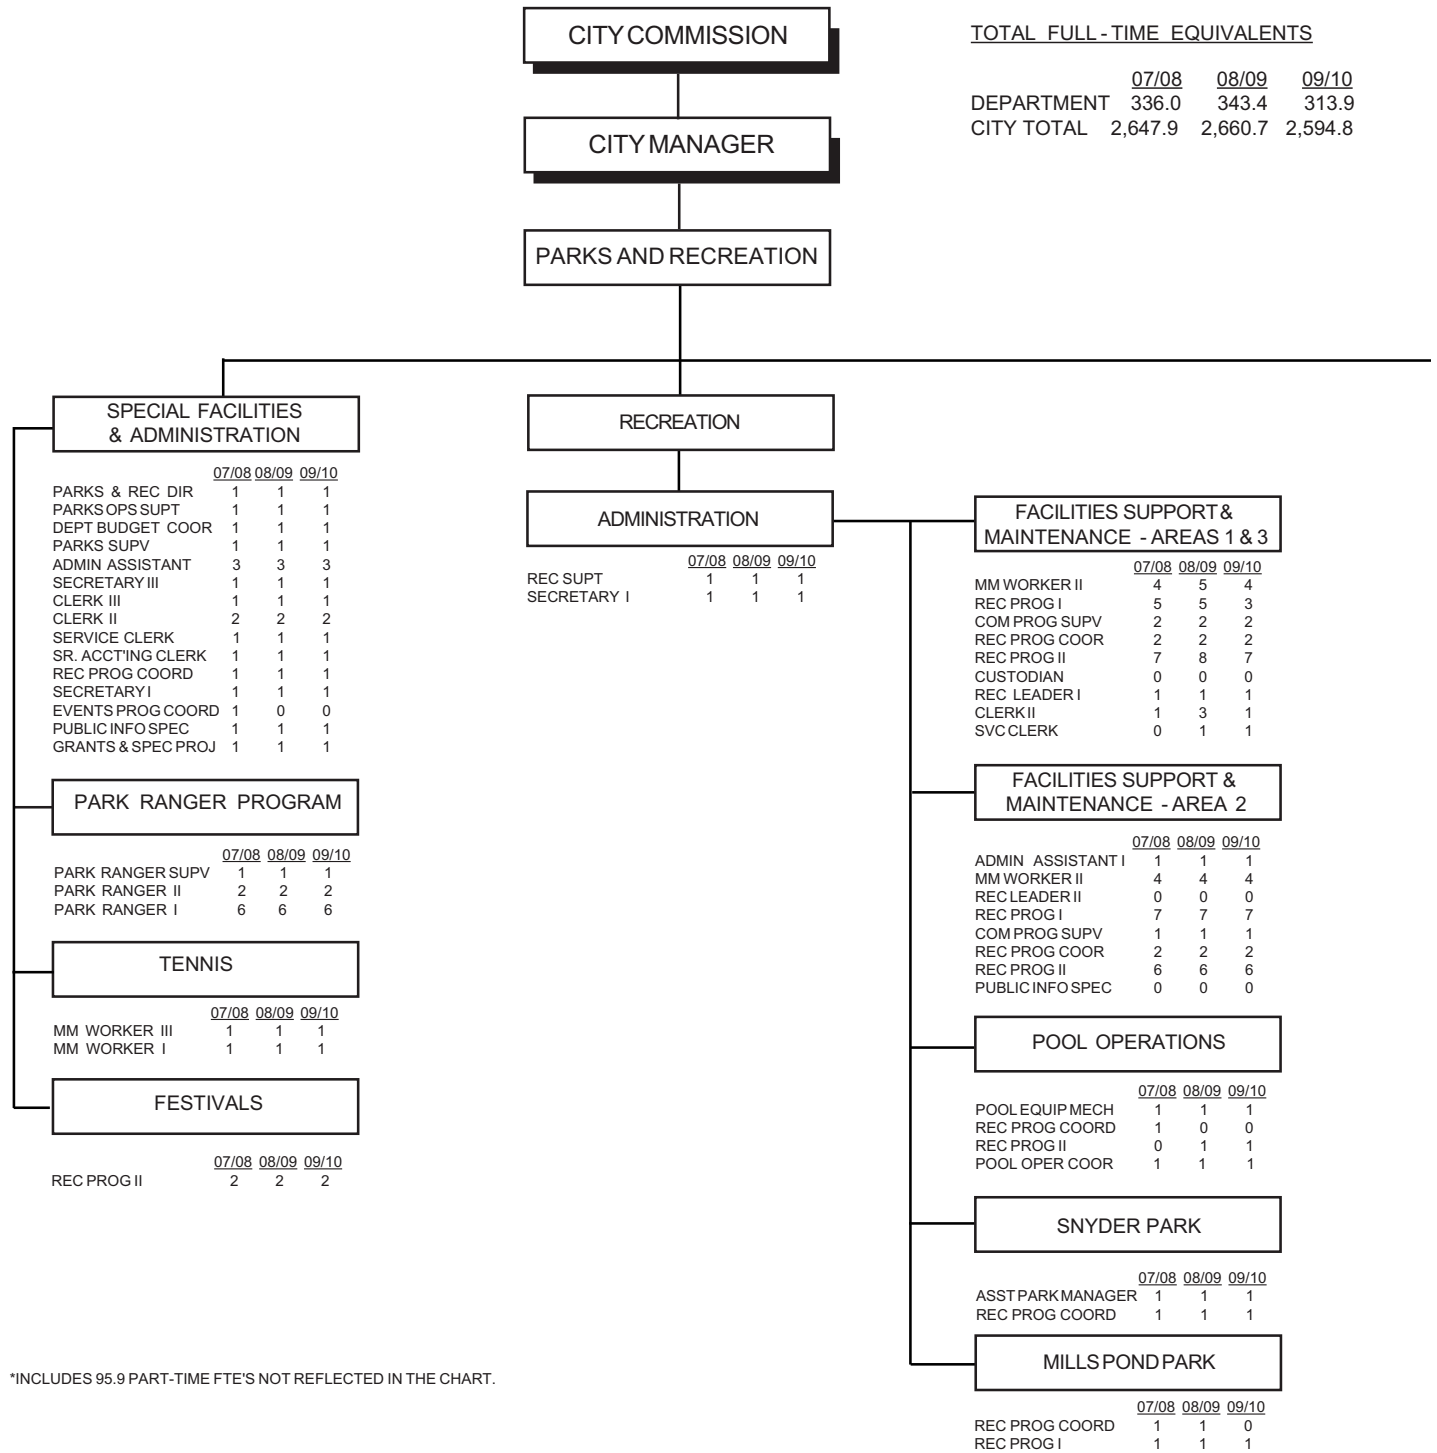 CITY COMMISSION
CITY MANAGER
PARKS AND RECREATION
TOTAL FULL - TIME EQUIVALENTS
07/08 08/09 09/10
DEPARTMENT 336.0 343.4 313.9
CITY TOTAL 2,647.9 2,660.7 2,594.8
SPECIAL FACILITIES
& ADMINISTRATION
07/08 08/09 09/10
PARKS & REC DIR 1 1 1
PARKS OPS SUPT 1 1 1
DEPT BUDGET COOR 1 1 1
PARKS SUPV 1 1 1
ADMIN ASSISTANT 3 3 3
SECRETARY III 1 1 1
CLERK III 1 1 1
CLERK II 2 2 2
SERVICE CLERK 1 1 1
SR. ACCT'ING CLERK 1 1 1
REC PROG COORD 1 1 1
SECRETARY I 1 1 1
EVENTS PROG COORD 1 0 0
PUBLIC INFO SPEC 1 1 1
GRANTS & SPEC PROJ 1 1 1
PARK RANGER PROGRAM
07/08 08/09 09/10
PARK RANGER SUPV 1 1 1
PARK RANGER II 2 2 2
PARK RANGER I 6 6 6
TENNIS
07/08 08/09 09/10
MM WORKER III 1 1 1
MM WORKER I 1 1 1
FESTIVALS
07/08 08/09 09/10
REC PROG II 2 2 2
RECREATION
ADMINISTRATION
07/08 08/09 09/10
REC SUPT 1 1 1
SECRETARY I 1 1 1
FACILITIES SUPPORT &
MAINTENANCE - AREAS 1 & 3
07/08 08/09 09/10
MM WORKER II 4 5 4
REC PROG I 5 5 3
COM PROG SUPV 2 2 2
REC PROG COOR 2 2 2
REC PROG II 7 8 7
CUSTODIAN 0 0 0
REC LEADER I 1 1 1
CLERK II 1 3 1
SVC CLERK 0 1 1
FACILITIES SUPPORT &
MAINTENANCE - AREA 2
07/08 08/09 09/10
ADMIN ASSISTANT I 1 1 1
MM WORKER II 4 4 4
REC LEADER II 0 0 0
REC PROG I 7 7 7
COM PROG SUPV 1 1 1
REC PROG COOR 2 2 2
REC PROG II 6 6 6
PUBLIC INFO SPEC 0 0 0
POOL OPERATIONS
07/08 08/09 09/10
POOL EQUIP MECH 1 1 1
REC PROG COORD 1 0 0
REC PROG II 0 1 1
POOL OPER COOR 1 1 1
SNYDER PARK
07/08 08/09 09/10
ASST PARK MANAGER 1 1 1
REC PROG COORD 1 1 1
MILLS POND PARK
07/08 08/09 09/10
REC PROG COORD 1 1 0
REC PROG I 1 1 1
*INCLUDES 95.9 PART-TIME FTE'S NOT REFLECTED IN THE CHART.